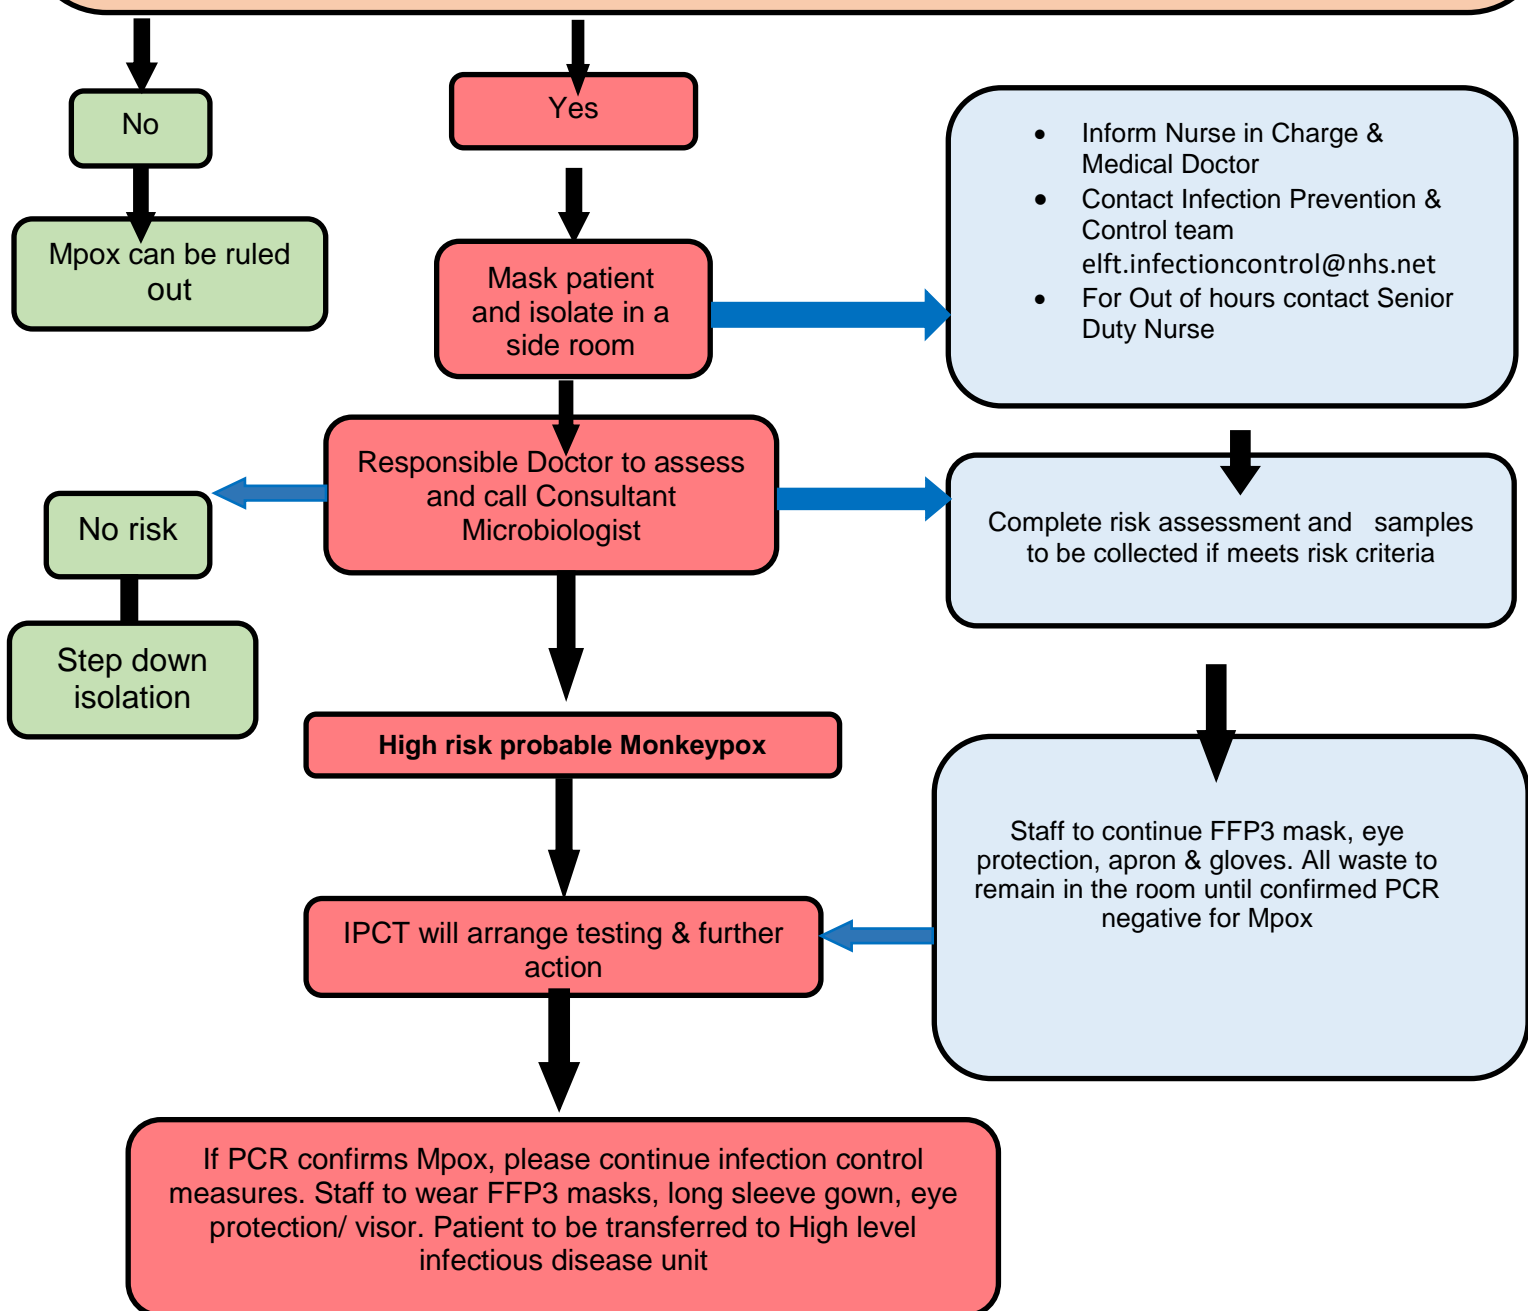 No
Yes
Mpox can be ruled
out
Mask patient
and isolate in a
side room
• Inform Nurse in Charge &
Medical Doctor
• Contact Infection Prevention &
Control team
elft.infectioncontrol@nhs.net
• For Out of hours contact Senior
Duty Nurse
Responsible Doctor to assess
and call Consultant
Microbiologist
No risk
Step down
isolation
Complete risk assessment and samples
to be collected if meets risk criteria
High risk probable Monkeypox
Staff to continue FFP3 mask, eye
protection, apron & gloves. All waste to
remain in the room until confirmed PCR
negative for Mpox
IPCT will arrange testing & further
action
If PCR confirms Mpox, please continue infection control
measures. Staff to wear FFP3 masks, long sleeve gown, eye
protection/ visor. Patient to be transferred to High level
infectious disease unit